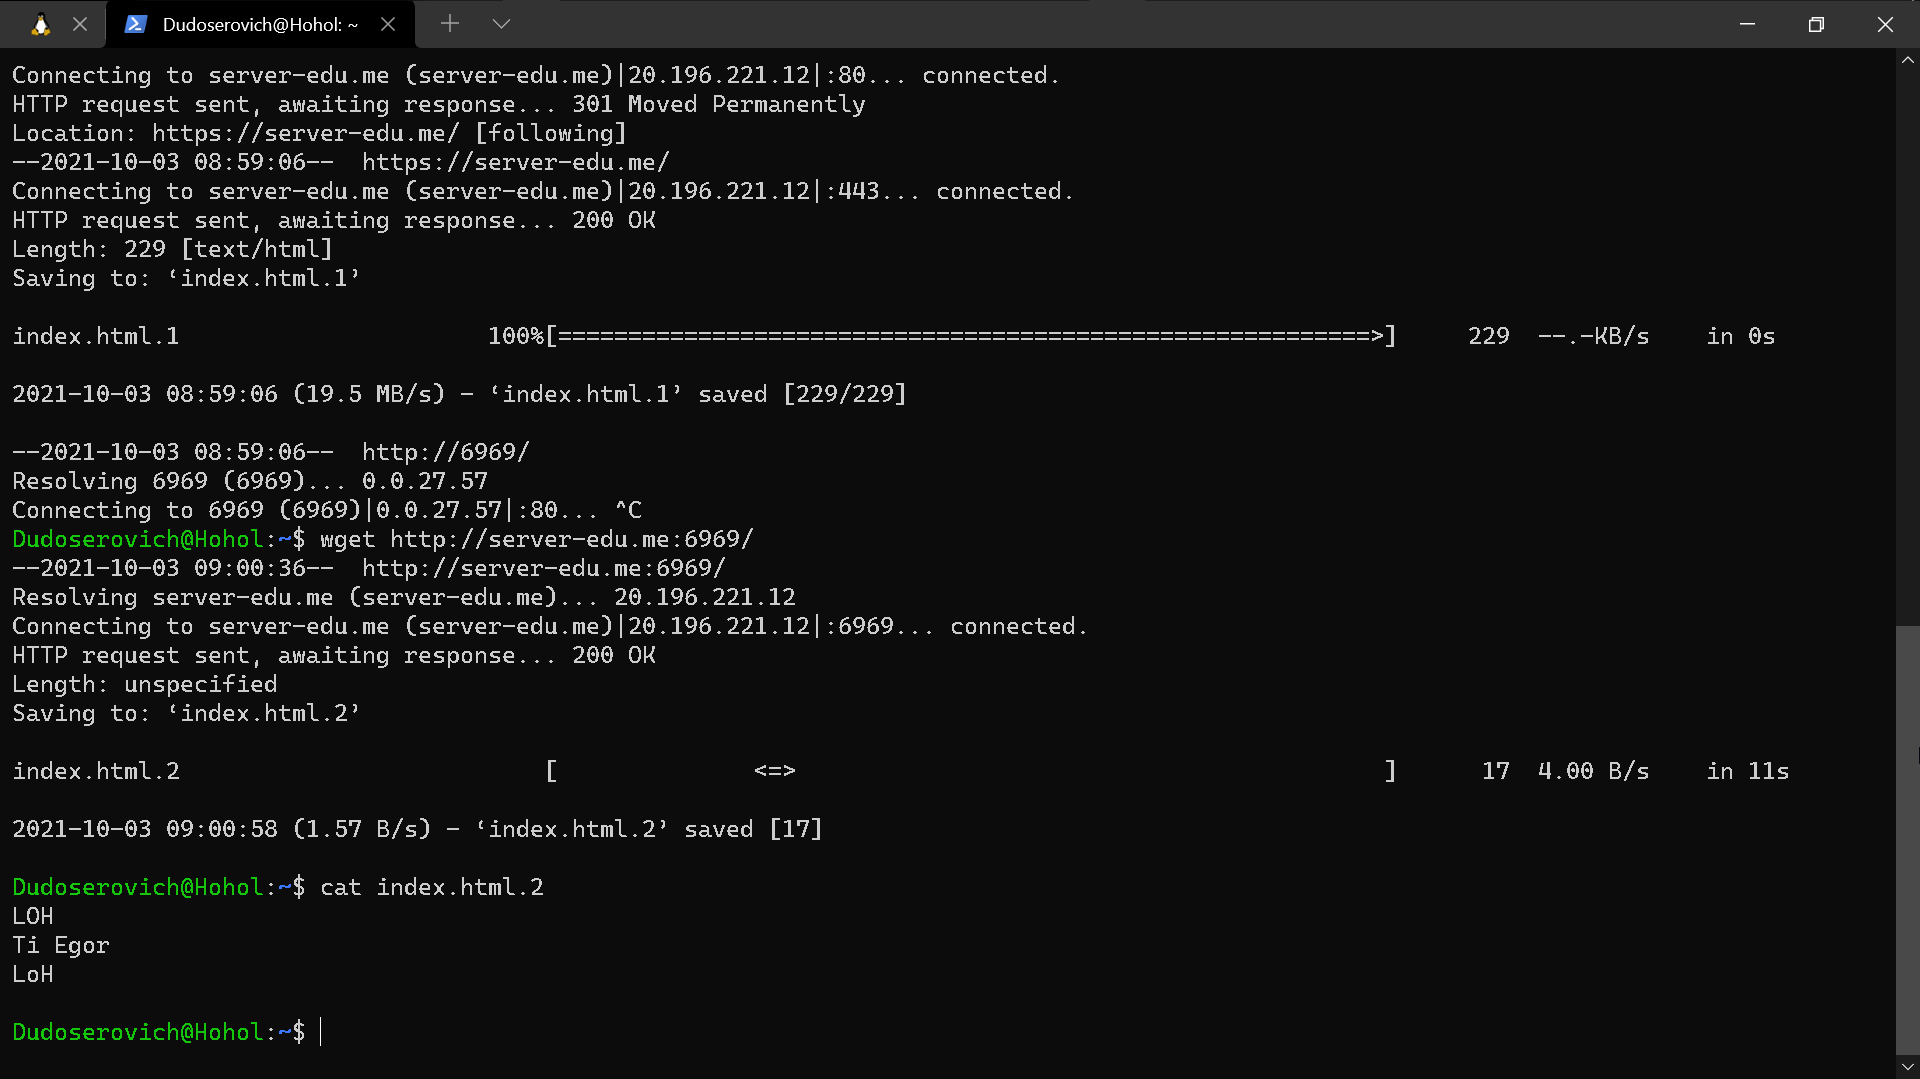 Dudoserovich@Hohol: ~
Connecting to server-edu.me (server-edu.me)|20.196.221.12|:80... connected.
HTTP request sent, awaiting response... 301 Moved Permanently
Location: https://server-edu.me/ [following]
--2021-10-03 08:59:06--  https://server-edu.me/
Connecting to server-edu.me (server-edu.me)|20.196.221.12|:443... connected.
HTTP request sent, awaiting response... 200 OK
Length: 229 [text/html]
Saving to: ‘index.html.1’
index.html.1                      100%[==========================================================>]     229  --.-KB/s    in 0s
2021-10-03 08:59:06 (19.5 MB/s) - ‘index.html.1’ saved [229/229]
--2021-10-03 08:59:06--  http://6969/
Resolving 6969 (6969)... 0.0.27.57
Connecting to 6969 (6969)|0.0.27.57|:80... ^C
Dudoserovich@Hohol:~$ wget http://server-edu.me:6969/
--2021-10-03 09:00:36--  http://server-edu.me:6969/
Resolving server-edu.me (server-edu.me)... 20.196.221.12
Connecting to server-edu.me (server-edu.me)|20.196.221.12|:6969... connected.
HTTP request sent, awaiting response... 200 OK
Length: unspecified
Saving to: ‘index.html.2’
index.html.2                          [              <=>                                          ]      17  4.00 B/s    in 11s
2021-10-03 09:00:58 (1.57 B/s) - ‘index.html.2’ saved [17]
Dudoserovich@Hohol:~$ cat index.html.2
LOH
Ti Egor
LoH
Dudoserovich@Hohol:~$